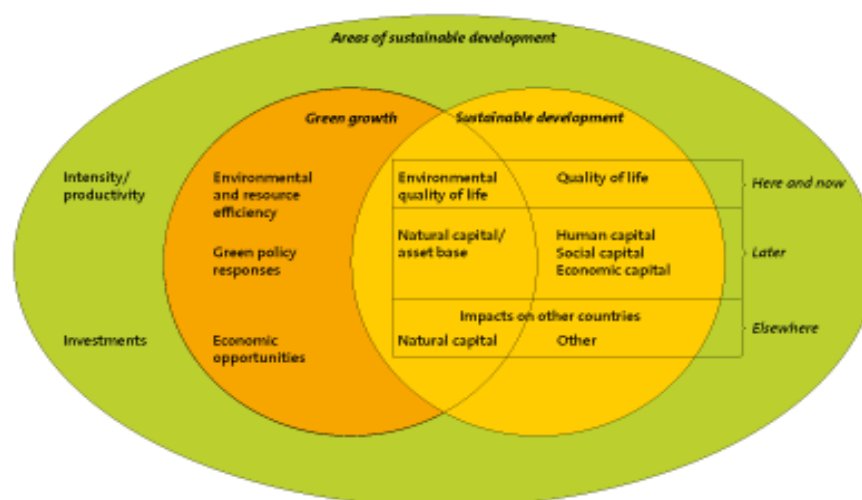 Areas of sustainable development
Green growth
Sustainable development
Intensity/
productivity
Environmental
and resource
efficiency
Environmental
quality of life
Quality of life
Here and now
Green policy
responses
Natural capital/
asset base
Human capital
Social capital
Economic capital
Later
Impacts on other countries
Elsewhere
Investments
Economic
opportunities
Natural capital
Other